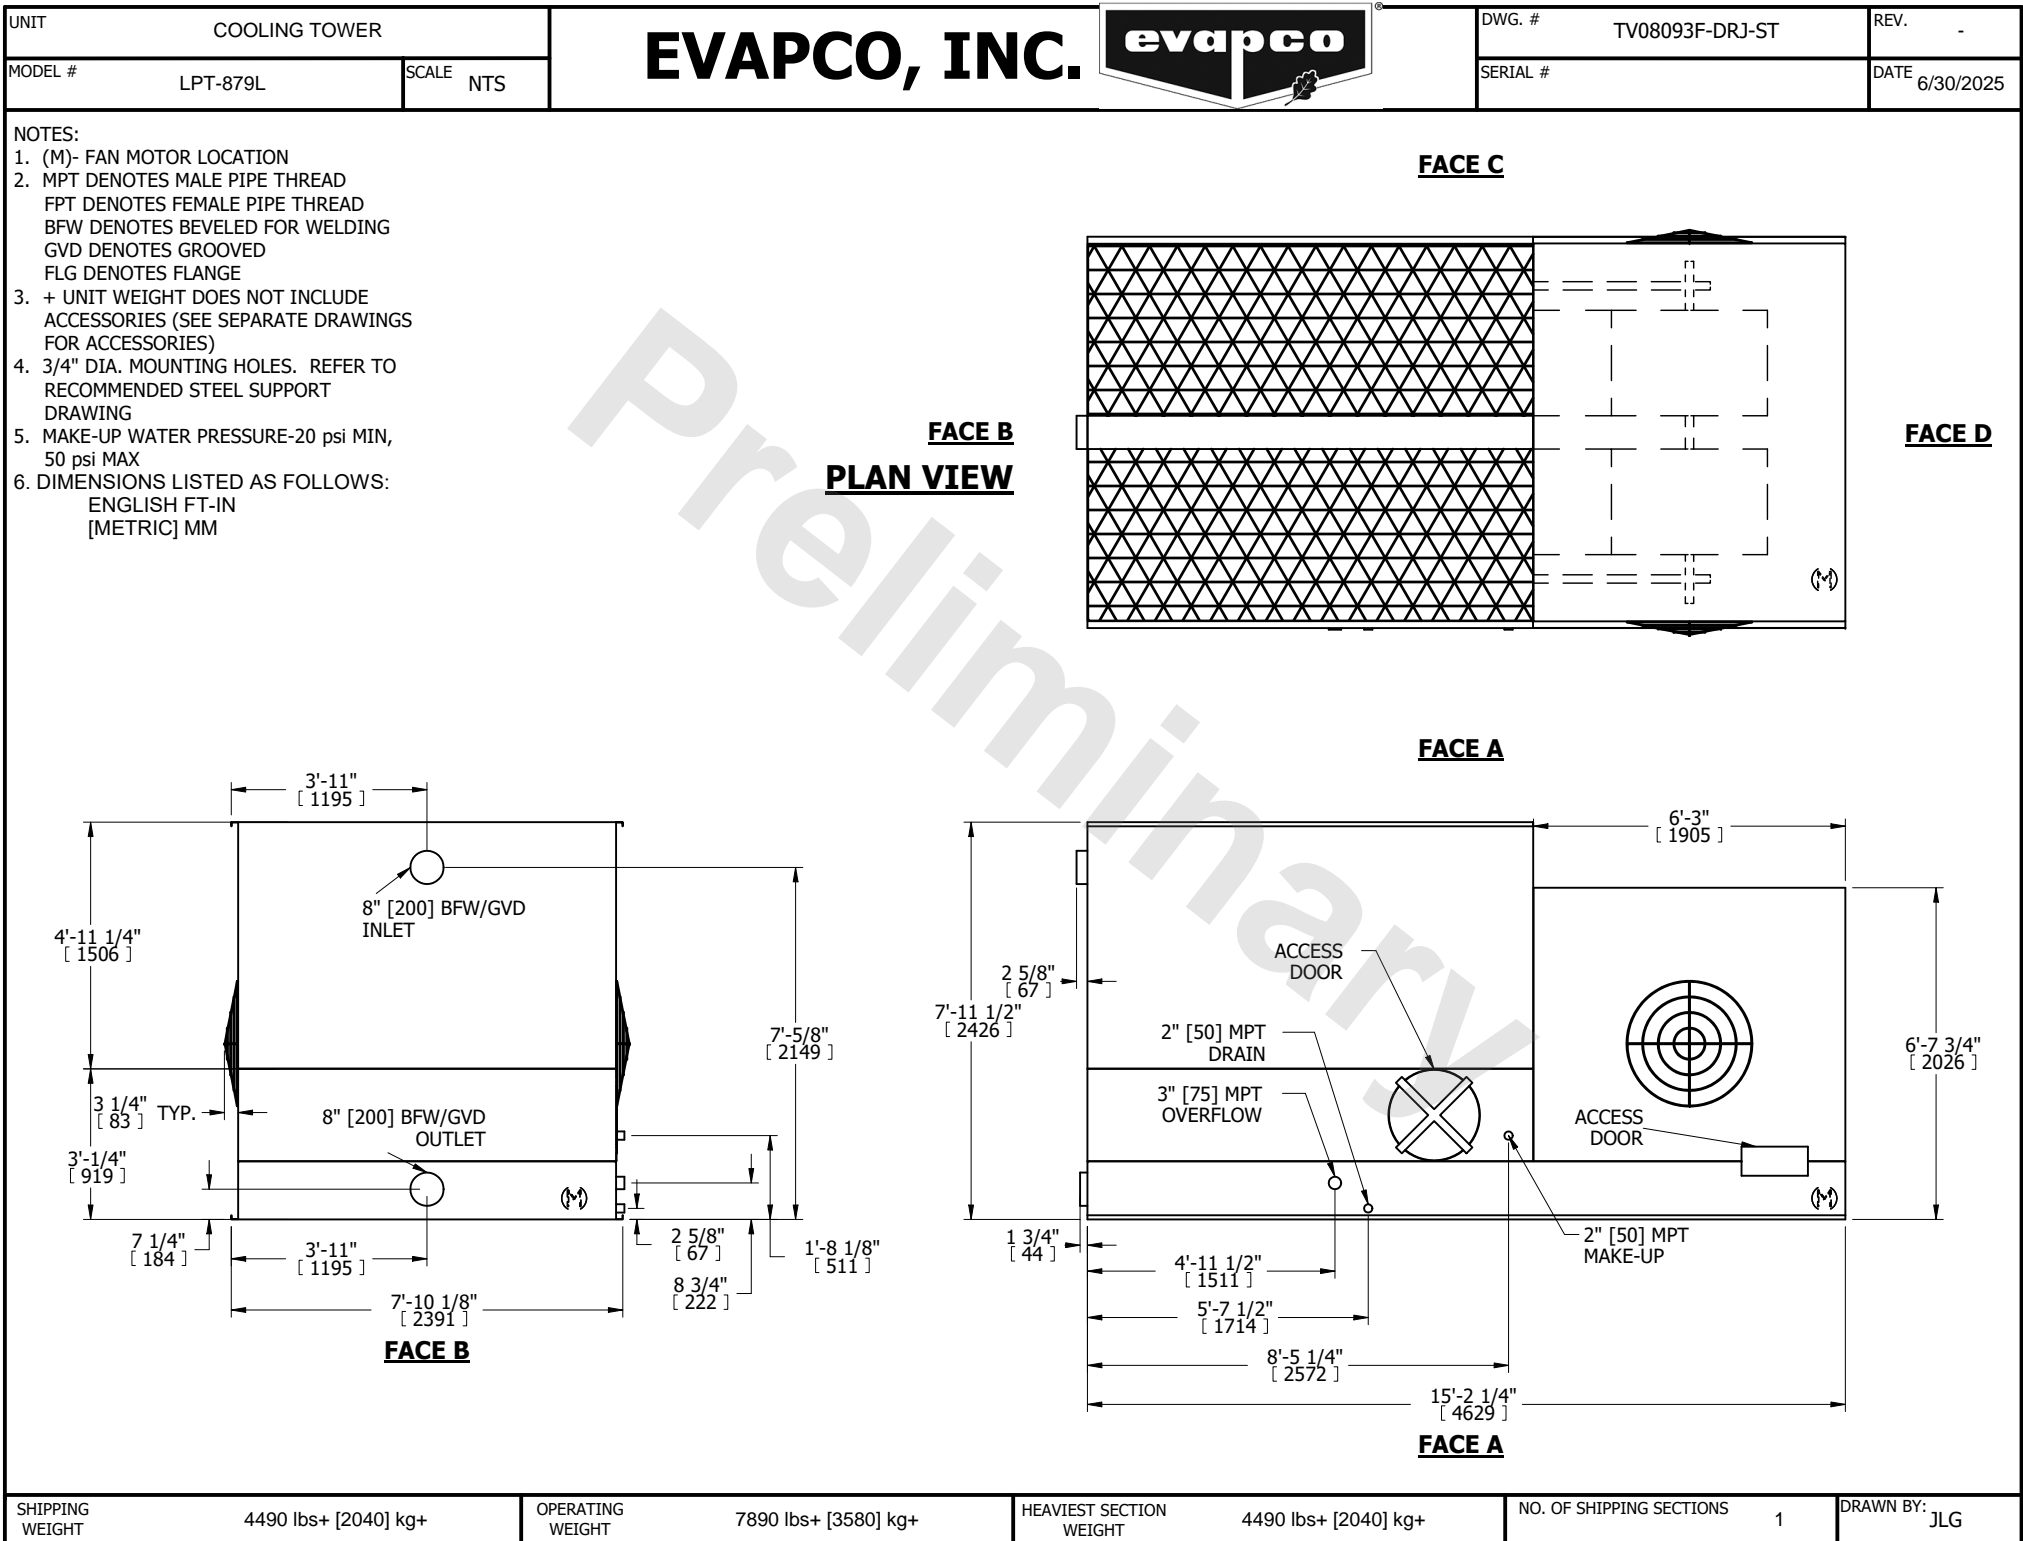 UNIT
COOLING TOWER
MODEL #
LPT-879L
SCALE
NTS
EVAPCO, INC.
evapco
®
DWG. #
TV08093F-DRJ-ST
REV.
-
SERIAL #
DATE
6/30/2025
NOTES:
1. (M)- FAN MOTOR LOCATION
2. MPT DENOTES MALE PIPE THREAD
FPT DENOTES FEMALE PIPE THREAD
BFW DENOTES BEVELED FOR WELDING
GVD DENOTES GROOVED
FLG DENOTES FLANGE
3. + UNIT WEIGHT DOES NOT INCLUDE
ACCESSORIES (SEE SEPARATE DRAWINGS
FOR ACCESSORIES)
4. 3/4" DIA. MOUNTING HOLES. REFER TO
RECOMMENDED STEEL SUPPORT
DRAWING
5. MAKE-UP WATER PRESSURE-20 psi MIN,
50 psi MAX
6. DIMENSIONS LISTED AS FOLLOWS:
ENGLISH FT-IN
[METRIC] MM
FACE C
FACE B
PLAN VIEW
FACE D
(M)
FACE A
Preliminary
3'-11"
[ 1195 ]
8" [200] BFW/GVD
INLET
4'-11 1/4"
[ 1506 ]
7'-5/8"
[ 2149 ]
3 1/4"
[ 83 ]
TYP.
8" [200] BFW/GVD
OUTLET
3'-1/4"
[ 919 ]
(M)
7 1/4"
[ 184 ]
3'-11"
[ 1195 ]
2 5/8"
[ 67 ]
1'-8 1/8"
[ 511 ]
8 3/4"
[ 222 ]
7'-10 1/8"
[ 2391 ]
FACE B
6'-3"
[ 1905 ]
ACCESS
DOOR
2 5/8"
[ 67 ]
7'-11 1/2"
[ 2426 ]
2" [50] MPT
DRAIN
3" [75] MPT
OVERFLOW
6'-7 3/4"
[ 2026 ]
ACCESS
DOOR
(M)
2" [50] MPT
MAKE-UP
1 3/4"
[ 44 ]
4'-11 1/2"
[ 1511 ]
5'-7 1/2"
[ 1714 ]
8'-5 1/4"
[ 2572 ]
15'-2 1/4"
[ 4629 ]
FACE A
SHIPPING
WEIGHT
4490 lbs+ [2040] kg+
OPERATING
WEIGHT
7890 lbs+ [3580] kg+
HEAVIEST SECTION
WEIGHT
4490 lbs+ [2040] kg+
NO. OF SHIPPING SECTIONS
1
DRAWN BY:
JLG